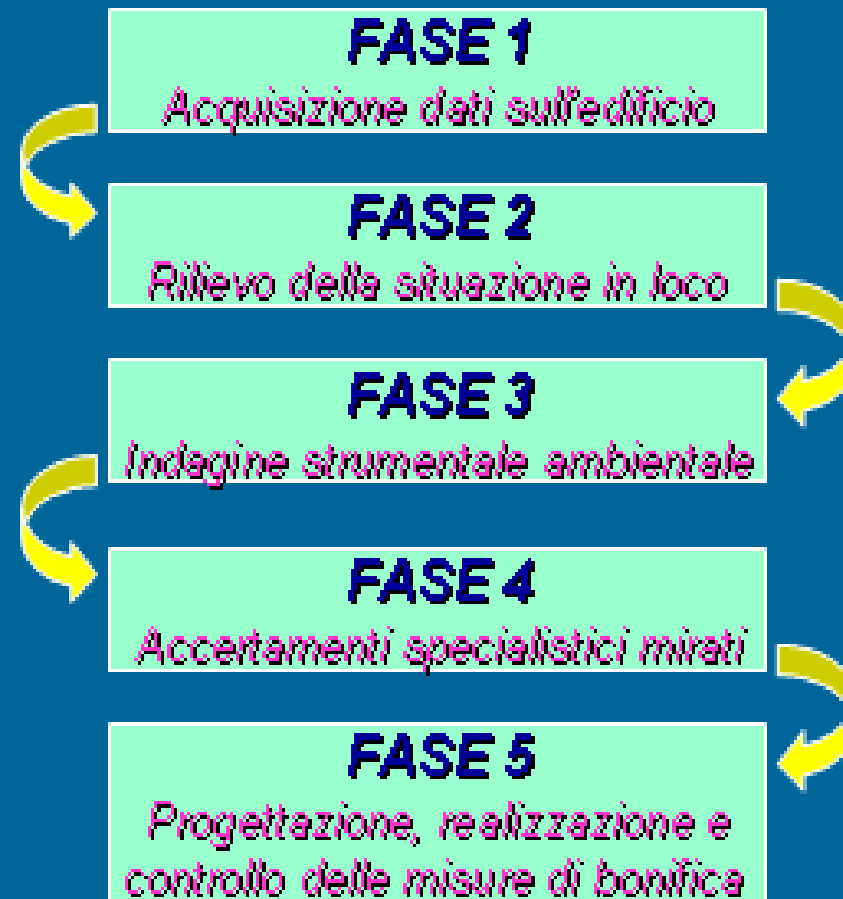 FASE 1
Acquisizione dati sull'edificio
FASE 2
Rilievo della situazione in loco
FASE 3
Indagine strumentale ambientale
FASE 4
Accertamenti specialistici mirati
FASE 5
Progettazione, realizzazione e
controllo delle misure di bonifica